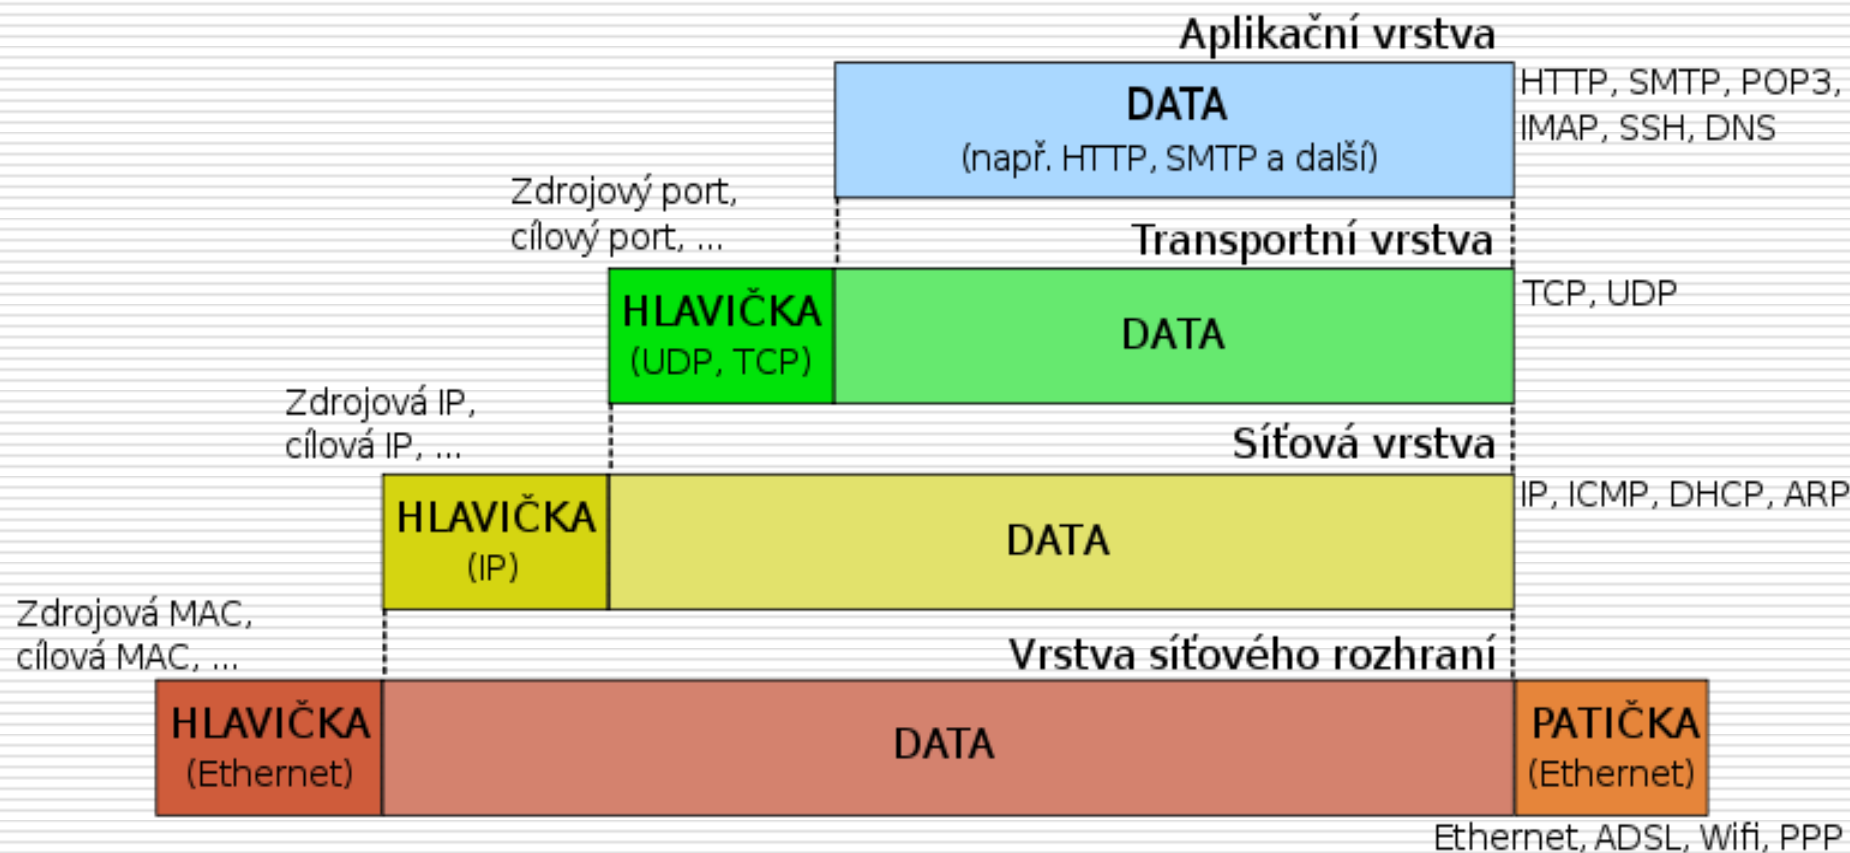 Aplikační vrstva
DATA
(např. HTTP, SMTP a další)
HTTP, SMTP, POP3,
IMAP, SSH, DNS
Zdrojový port,
cílový port, ...
Transportní vrstva
HLAVIČKA
(UDP, TCP)
DATA
TCP, UDP
Zdrojová IP,
cílová IP, ...
Síťová vrstva
HLAVIČKA
(IP)
DATA
IP, ICMP, DHCP, ARP
Zdrojová MAC,
cílová MAC, ...
Vrstva síťového rozhraní
HLAVIČKA
(Ethernet)
DATA
PATIČKA
(Ethernet)
Ethernet, ADSL, Wifi, PPP